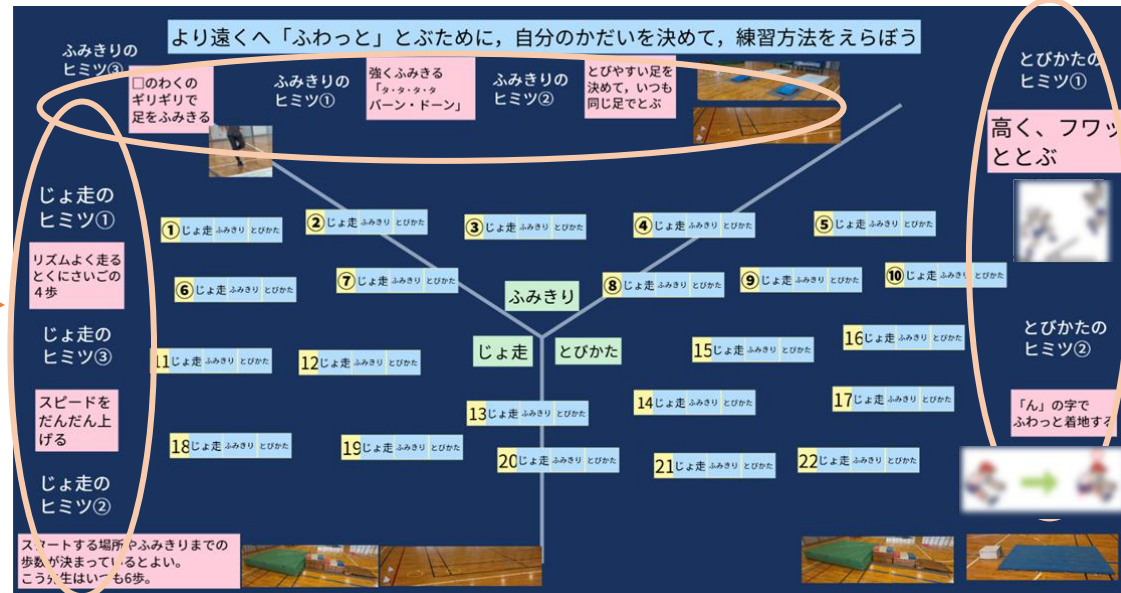 より遠くへ「ふわっと」とぶために，自分のかだいを決めて，練習方法をえらぼう
ふみきりの
ヒミツ③
□のわくの
ギリギリで
足をふみきる
ふみきりの
ヒミツ①
強くふみきる
「タ・タ・タ・タ
バーン・ドーン」
ふみきりの
ヒミツ②
とびやすい足を
決めて，いつも
同じ足でとぶ
とびかたの
ヒミツ①
高く、フワッ
ととぶ
じょ走の
ヒミツ①
リズムよく走る
とくにさいごの
４歩
①じょ走 ふみきり とびかた
②じょ走 ふみきり とびかた
③じょ走 ふみきり とびかた
④じょ走 ふみきり とびかた
⑤じょ走 ふみきり とびかた
⑥じょ走 ふみきり とびかた
⑦じょ走 ふみきり とびかた
⑧じょ走 ふみきり とびかた
⑨じょ走 ふみきり とびかた
⑩じょ走 ふみきり とびかた
ふみきり
じょ走
とびかた
じょ走の
ヒミツ③
スピードを
だんだん上
げる
11じょ走 ふみきり とびかた
12じょ走 ふみきり とびかた
15じょ走 ふみきり とびかた
16じょ走 ふみきり とびかた
13じょ走 ふみきり とびかた
14じょ走 ふみきり とびかた
17じょ走 ふみきり とびかた
18じょ走 ふみきり とびかた
19じょ走 ふみきり とびかた
20じょ走 ふみきり とびかた
21じょ走 ふみきり とびかた
22じょ走 ふみきり とびかた
とびかたの
ヒミツ②
「ん」の字で
ふわっと着地する
じょ走の
ヒミツ②
スタートする場所やふみきりまでの
歩数が決まっているとよい。
こう先生はいつも6歩。